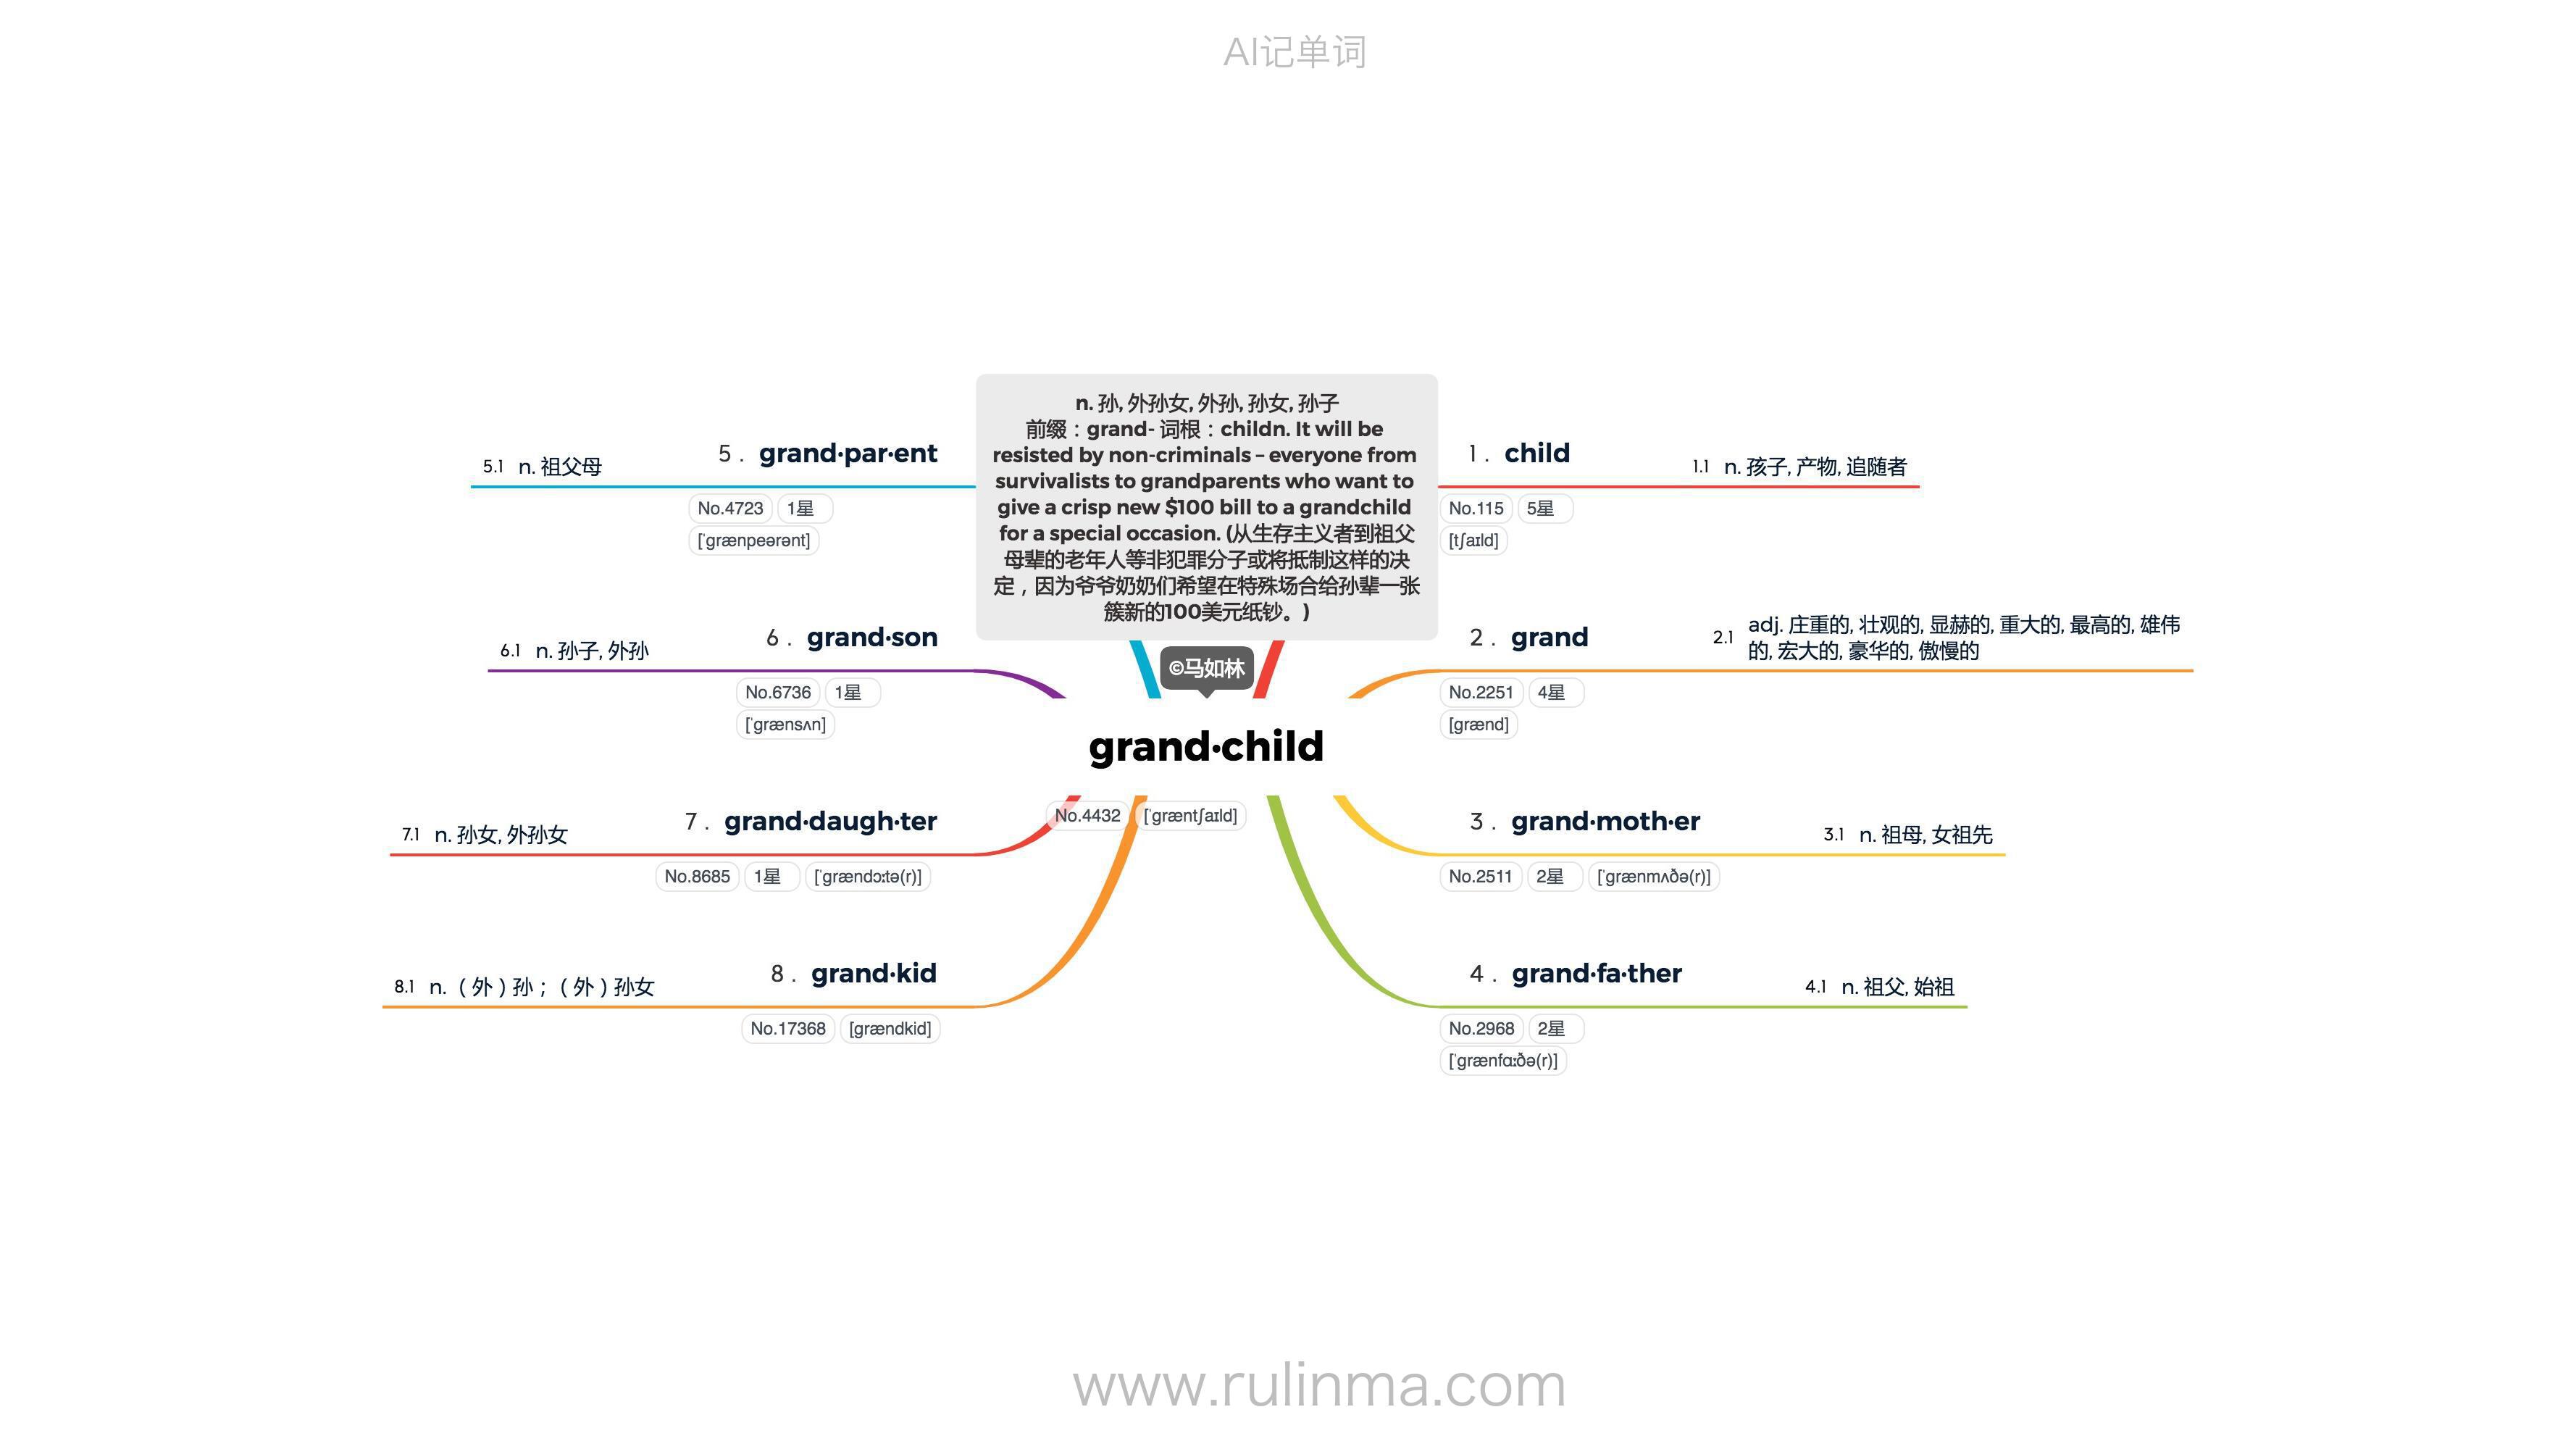 AI记单词
n. 孙, 外孙女, 外孙, 孙女, 孙子
前缀：grand- 词根：childn. It will be
resisted by non-criminals – everyone from
survivalists to grandparents who want to
give a crisp new $100 bill to a grandchild
for a special occasion. (从生存主义者到祖父
母辈的老年人等非犯罪分子或将抵制这样的决
定，因为爷爷奶奶们希望在特殊场合给孙辈一张
簇新的100美元纸钞。)
©马如林
grand·child
No.4432 [ˈgræntʃaɪld]
1. child
1.1 n. 孩子, 产物, 追随者
No.115 5星
[tʃaɪld]
2. grand
2.1 adj. 庄重的, 壮观的, 显赫的, 重大的, 最高的, 雄伟
的, 宏大的, 豪华的, 傲慢的
No.2251 4星
[grænd]
3. grand·moth·er
3.1 n. 祖母, 女祖先
No.2511 2星 [ˈgrænmʌðə(r)]
4. grand·fa·ther
4.1 n. 祖父, 始祖
No.2968 2星
[ˈgrænfɑːðə(r)]
5. grand·par·ent
5.1 n. 祖父母
No.4723 1星
[ˈgrænpeərənt]
6. grand·son
6.1 n. 孙子, 外孙
No.6736 1星
[ˈgrænsʌn]
7. grand·daugh·ter
7.1 n. 孙女, 外孙女
No.8685 1星 [ˈgrændɔːtə(r)]
8. grand·kid
8.1 n.（外）孙；（外）孙女
No.17368 [grændkid]
www.rulinma.com